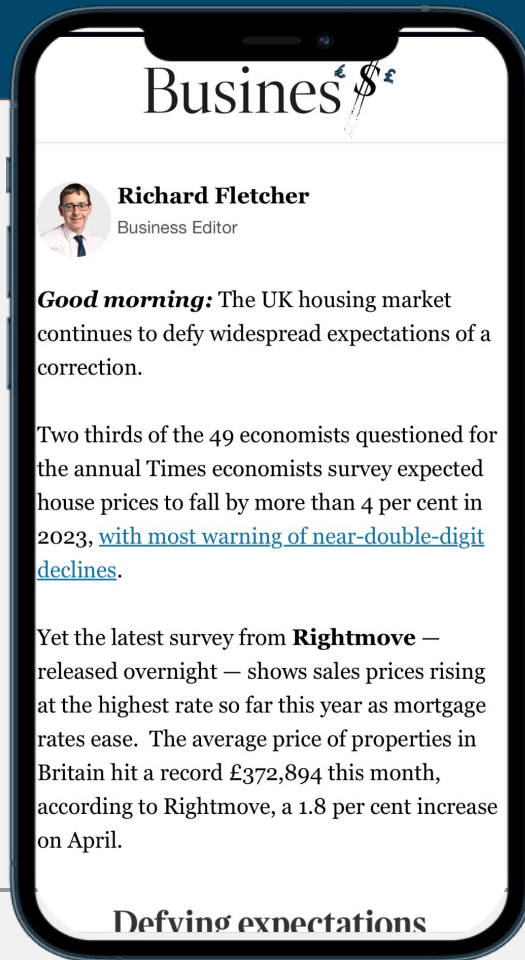 Busines$
€ £
Richard Fletcher
Business Editor
Good morning: The UK housing market
continues to defy widespread expectations of a
correction.
Two thirds of the 49 economists questioned for
the annual Times economists survey expected
house prices to fall by more than 4 per cent in
2023, with most warning of near-double-digit
declines.
Yet the latest survey from Rightmove —
released overnight — shows sales prices rising
at the highest rate so far this year as mortgage
rates ease.  The average price of properties in
Britain hit a record £372,894 this month,
according to Rightmove, a 1.8 per cent increase
on April.
Defying expectations